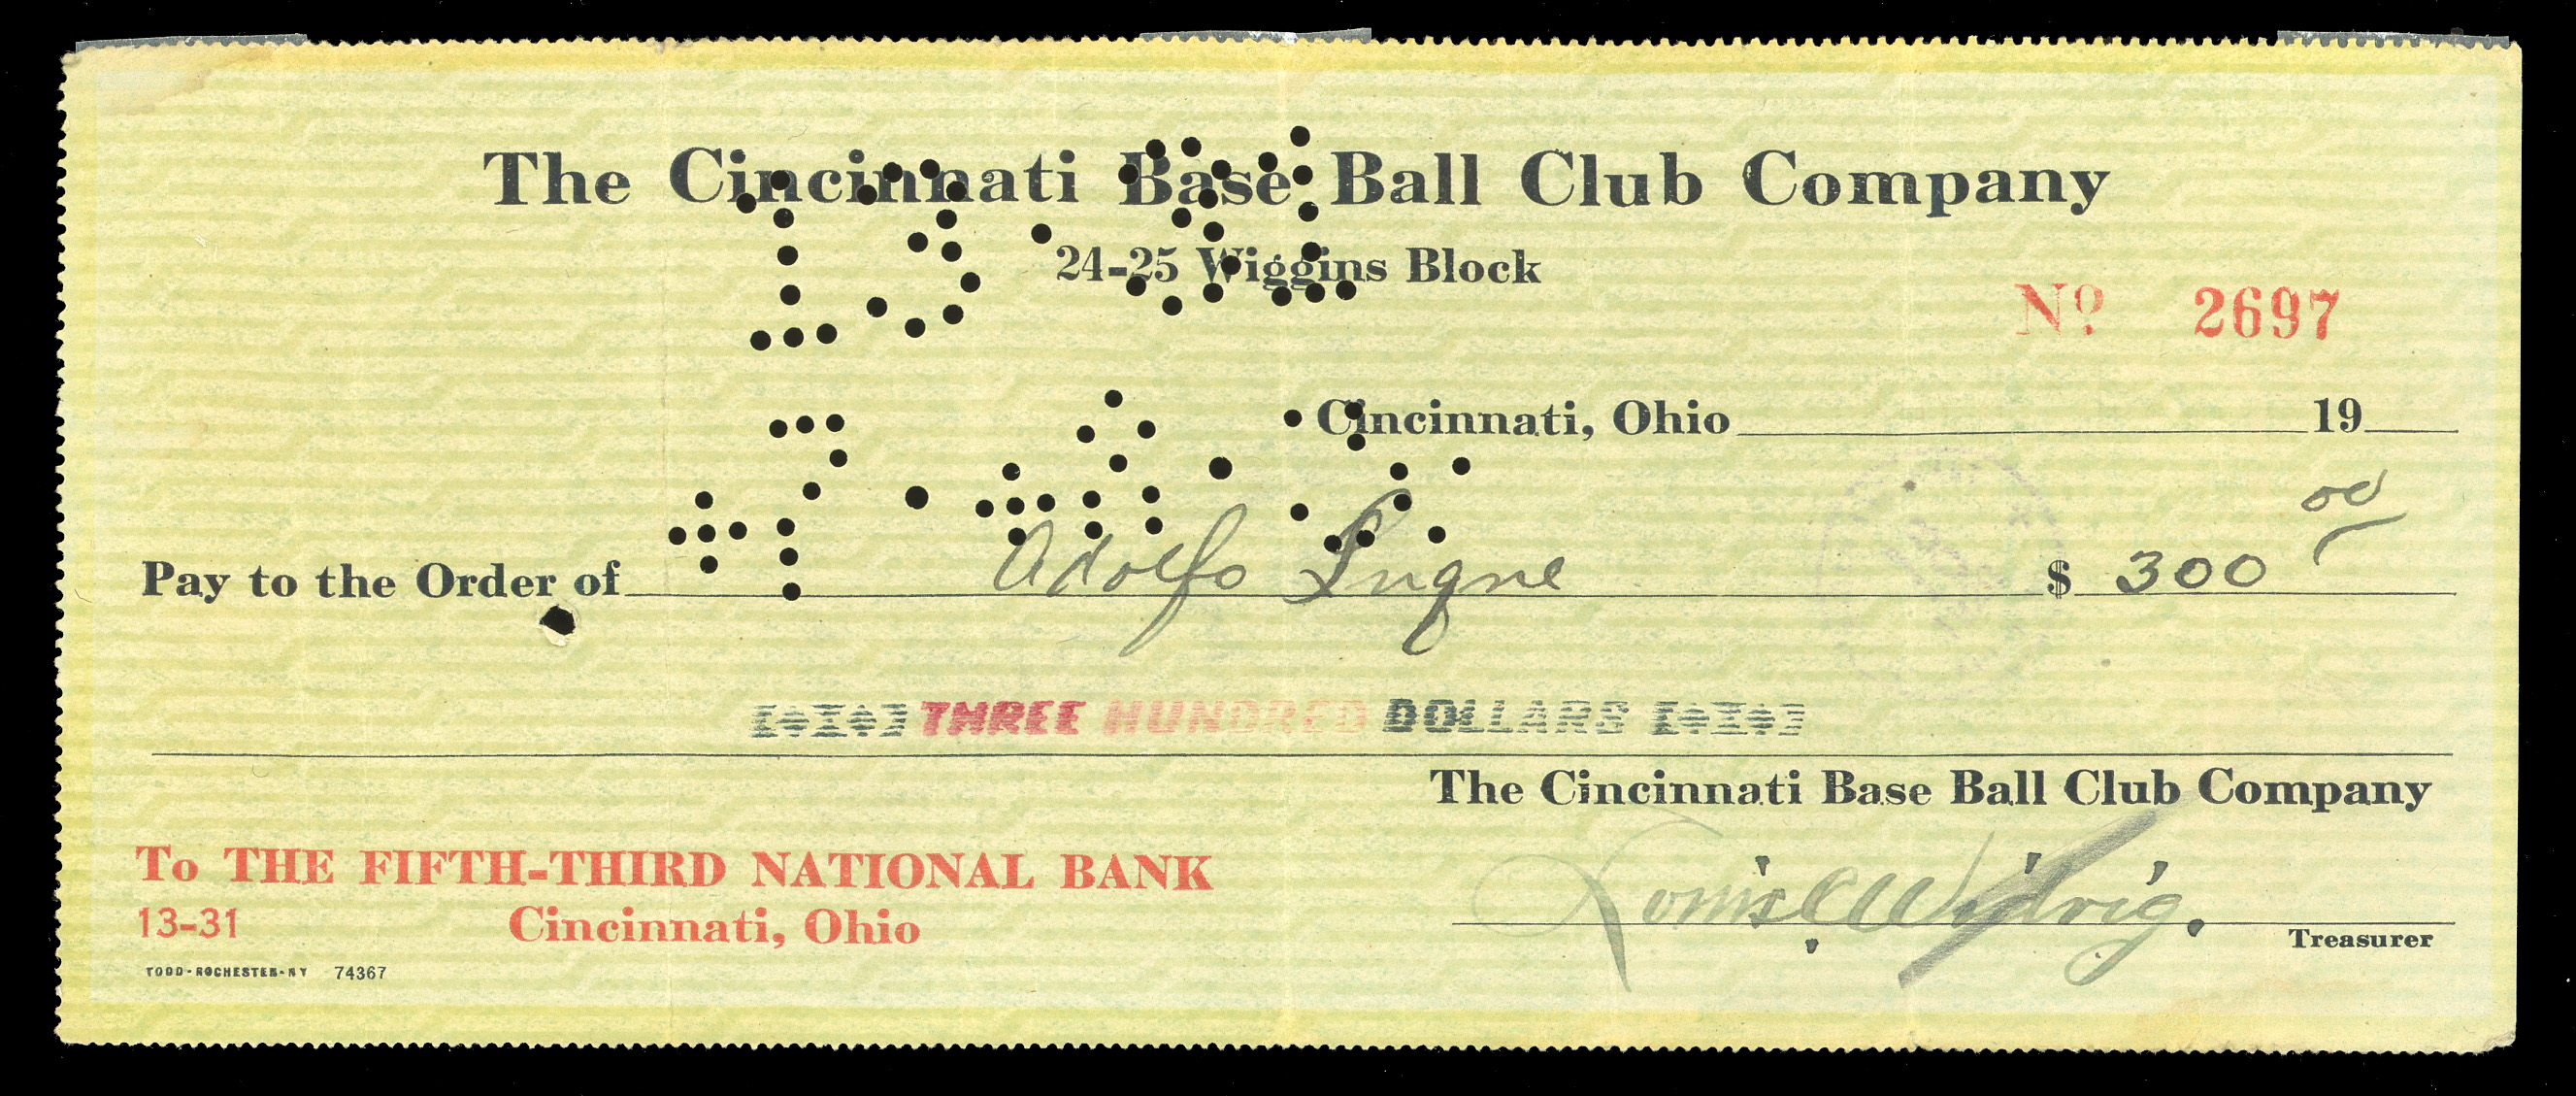 The Cincinnati Base Ball Club Company
24-25 Wiggins Block
No 2697
Cincinnati, Ohio 19
Pay to the Order of Adolfo Luque $ 300 00
THREE HUNDRED DOLLARS
The Cincinnati Base Ball Club Company
Louis C Widrig.
Treasurer
To THE FIFTH-THIRD NATIONAL BANK
13-31 Cincinnati, Ohio
TODD-ROCHESTER-NY 74367